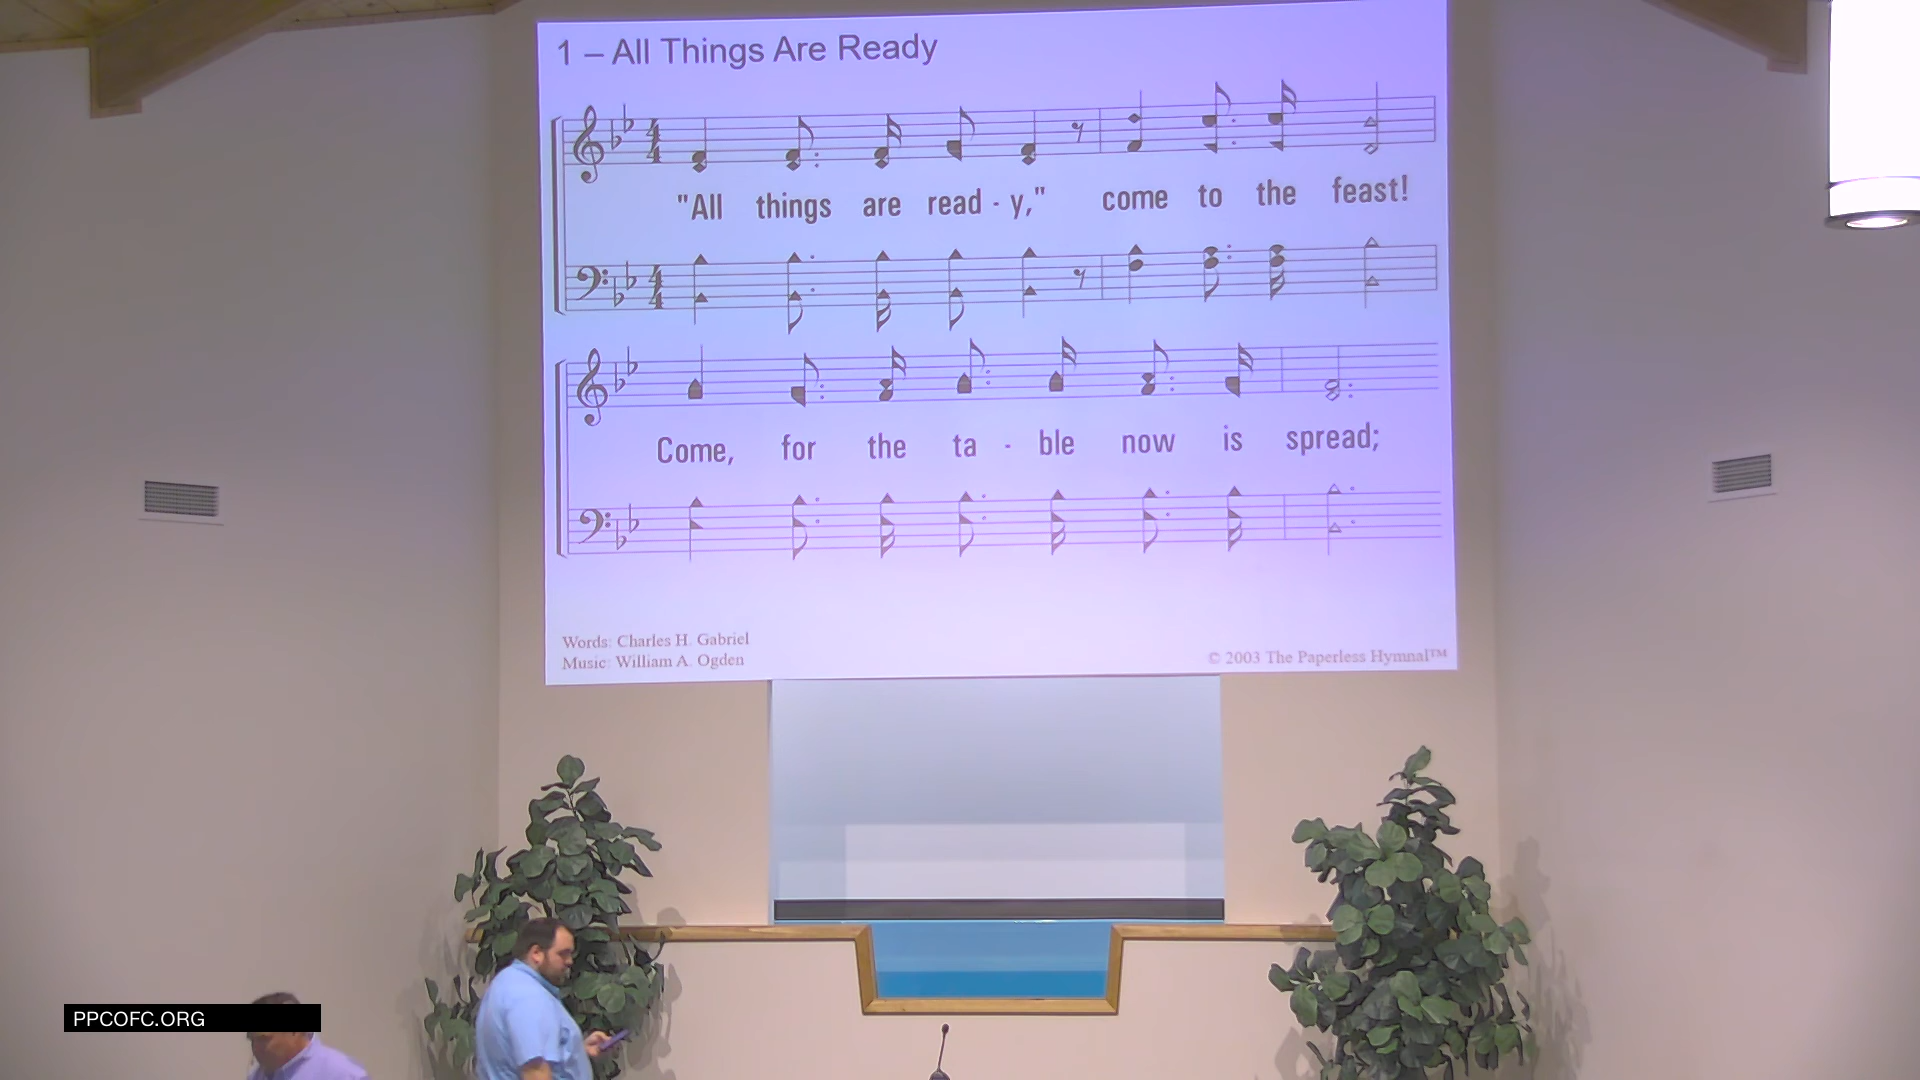 1 – All Things Are Ready
"All things are read - y," come to the feast!
Come, for the ta - ble now is spread;
Words: Charles H. Gabriel
Music: William A. Ogden
© 2003 The Paperless Hymnal™
PPCOFC.ORG